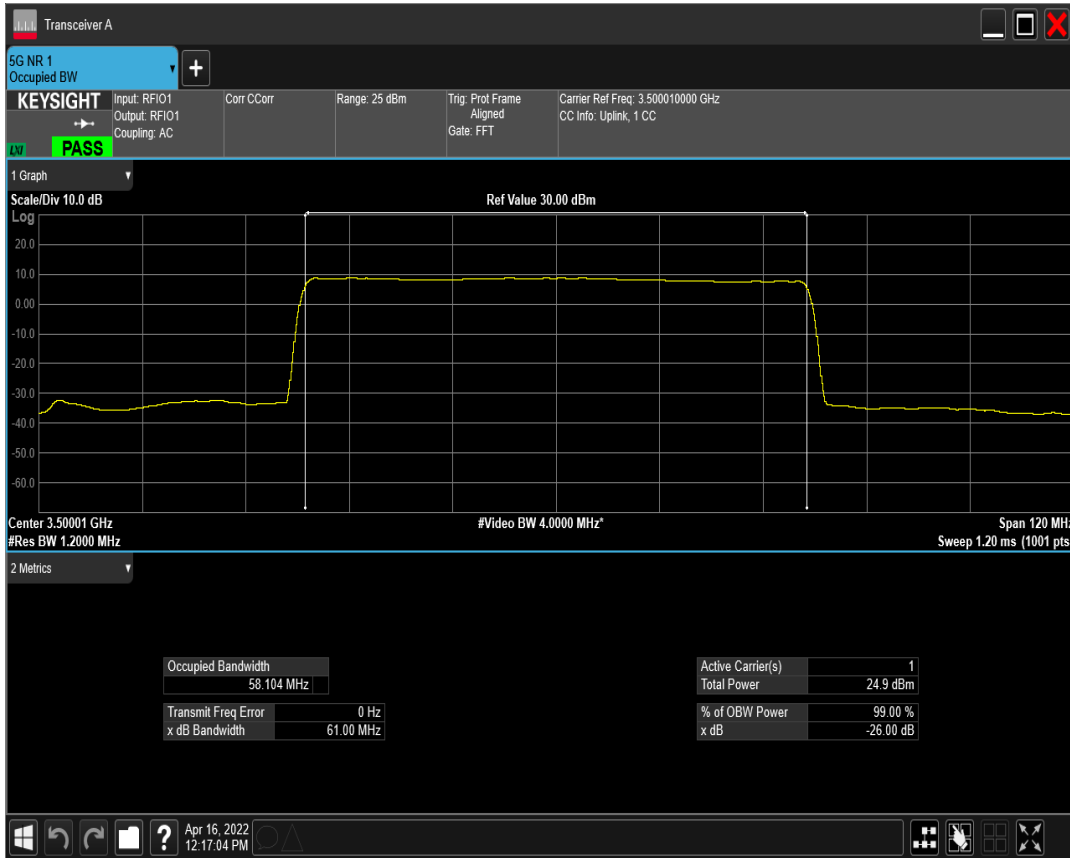 Transceiver A
5G NR 1
Occupied BW
+
KEYSIGHT
LXI
PASS
Input: RFIO1
Output: RFIO1
Coupling: AC
Corr CCorr
Range: 25 dBm
Trig: Prot Frame
Aligned
Gate: FFT
Carrier Ref Freq: 3.500010000 GHz
CC Info: Uplink, 1 CC
1 Graph
Scale/Div 10.0 dB
Ref Value 30.00 dBm
Log
20.0
10.0
0.00
-10.0
-20.0
-30.0
-40.0
-50.0
-60.0
Center 3.50001 GHz
#Video BW 4.0000 MHz*
Span 120 MHz
#Res BW 1.2000 MHz
Sweep 1.20 ms (1001 pts
2 Metrics
Occupied Bandwidth
58.104 MHz
Transmit Freq Error 0 Hz
x dB Bandwidth 61.00 MHz
Active Carrier(s) 1
Total Power 24.9 dBm
% of OBW Power 99.00 %
x dB -26.00 dB
?
Apr 16, 2022
12:17:04 PM